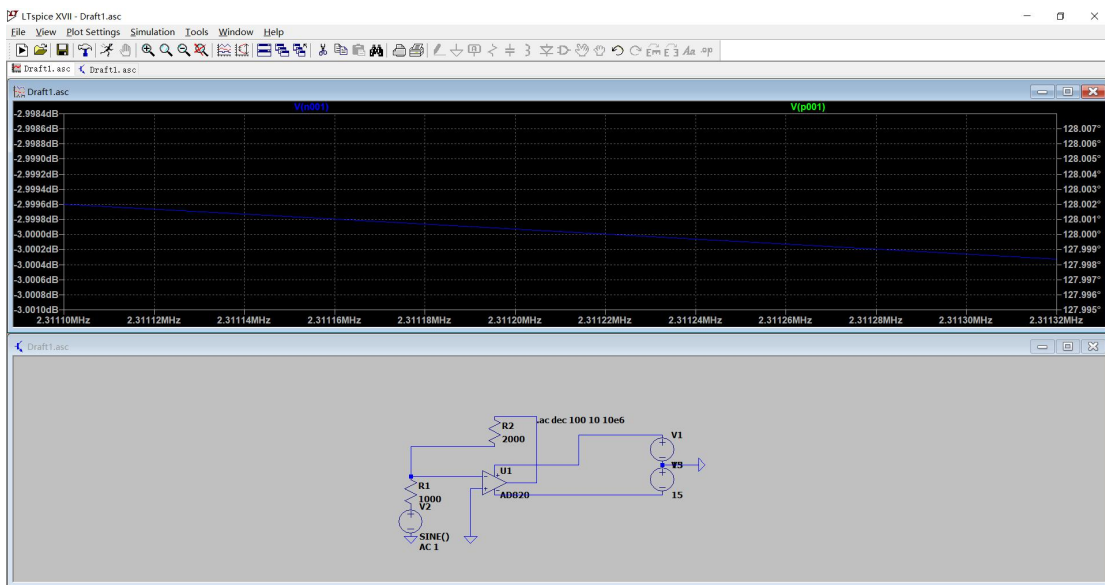 LTspice XVII - Draft1.asc
File View Plot Settings Simulation Tools Window Help
Draft1.asc Draft1.asc
Draft1.asc
V(n001) V(p001)
-2.9984dB
-2.9986dB
-2.9988dB
-2.9990dB
-2.9992dB
-2.9994dB
-2.9996dB
-2.9998dB
-3.0000dB
-3.0002dB
-3.0004dB
-3.0006dB
-3.0008dB
-3.0010dB
128.007°
128.006°
128.005°
128.004°
128.003°
128.002°
128.001°
128.000°
127.999°
127.998°
127.997°
127.996°
127.995°
2.31110MHz 2.31112MHz 2.31114MHz 2.31116MHz 2.31118MHz 2.31120MHz 2.31122MHz 2.31124MHz 2.31126MHz 2.31128MHz 2.31130MHz 2.31132MHz
Draft1.asc
.ac dec 100 10 10e6
R2
2000
V1
U1
R1
1000
AD820
15
V2
SINE()
AC 1